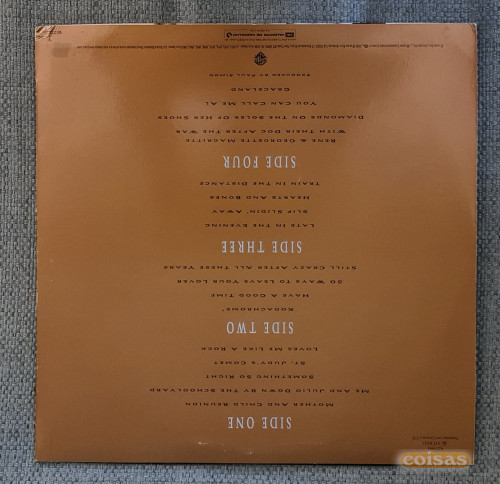 SIDE ONE
MOTHER AND CHILD REUNION
ME AND JULIO DOWN BY THE SCHOOLYARD
SOMETHING SO RIGHT
ST. JUDY'S COMET
LOVES ME LIKE A ROCK
SIDE TWO
KODACHROME®
HAVE A GOOD TIME
50 WAYS TO LEAVE YOUR LOVER
STILL CRAZY AFTER ALL THESE YEARS
SIDE THREE
LATE IN THE EVENING
SLIP SLIDIN' AWAY
HEARTS AND BONES
TRAIN IN THE DISTANCE
SIDE FOUR
RENE & GEORGETTE MAGRITTE
WITH THEIR DOG AFTER THE WAR
DIAMONDS ON THE SOLES OF HER SHOES
YOU CAN CALL ME AL
GRACELAND
PRODUCED BY PAUL SIMON
coisas